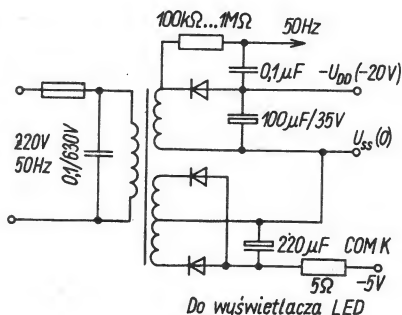 100kΩ...1MΩ
50Hz
0,1µF
-U_DD(-20V)
100µF/35V
220V
50Hz
0,1/630V
U_SS(0)
220µF
COM K
5Ω
-5V
Do wyświetlacza LED